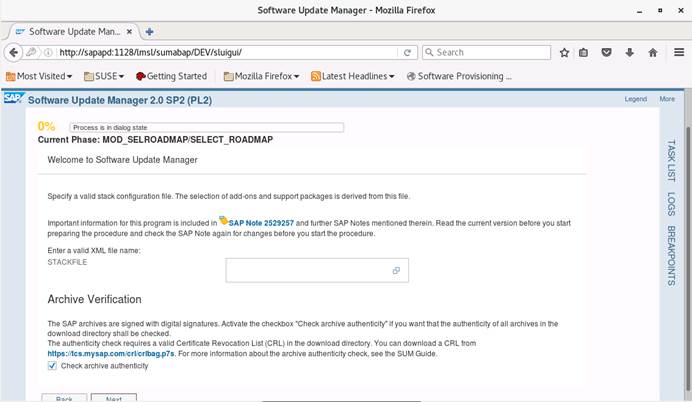 Software Update Manager - Mozilla Firefox
SAP Software Update Man...
http://sapapd:1128/lmsl/sumabap/DEV/sluigui/
Search
Most Visited SUSE Getting Started Mozilla Firefox Latest Headlines Software Provisioning ...
SAP Software Update Manager 2.0 SP2 (PL2) Legend More
0% Process is in dialog state
Current Phase: MOD_SELROADMAP/SELECT_ROADMAP
Welcome to Software Update Manager
Specify a valid stack configuration file. The selection of add-ons and support packages is derived from this file.
Important information for this program is included in SAP Note 2529257 and further SAP Notes mentioned therein. Read the current version before you start
preparing the procedure and check the SAP Note again for changes before you start the procedure.
Enter a valid XML file name:
STACKFILE
Archive Verification
The SAP archives are signed with digital signatures. Activate the checkbox "Check archive authenticity" if you want that the authenticity of all archives in the
download directory shall be checked.
The authenticity check requires a valid Certificate Revocation List (CRL) in the download directory. You can download a CRL from
https://tcs.mysap.com/crl/crlbag.p7s. For more information about the archive authenticity check, see the SUM Guide.
Check archive authenticity
Back Next
TASK LIST
LOGS
BREAKPOINTS